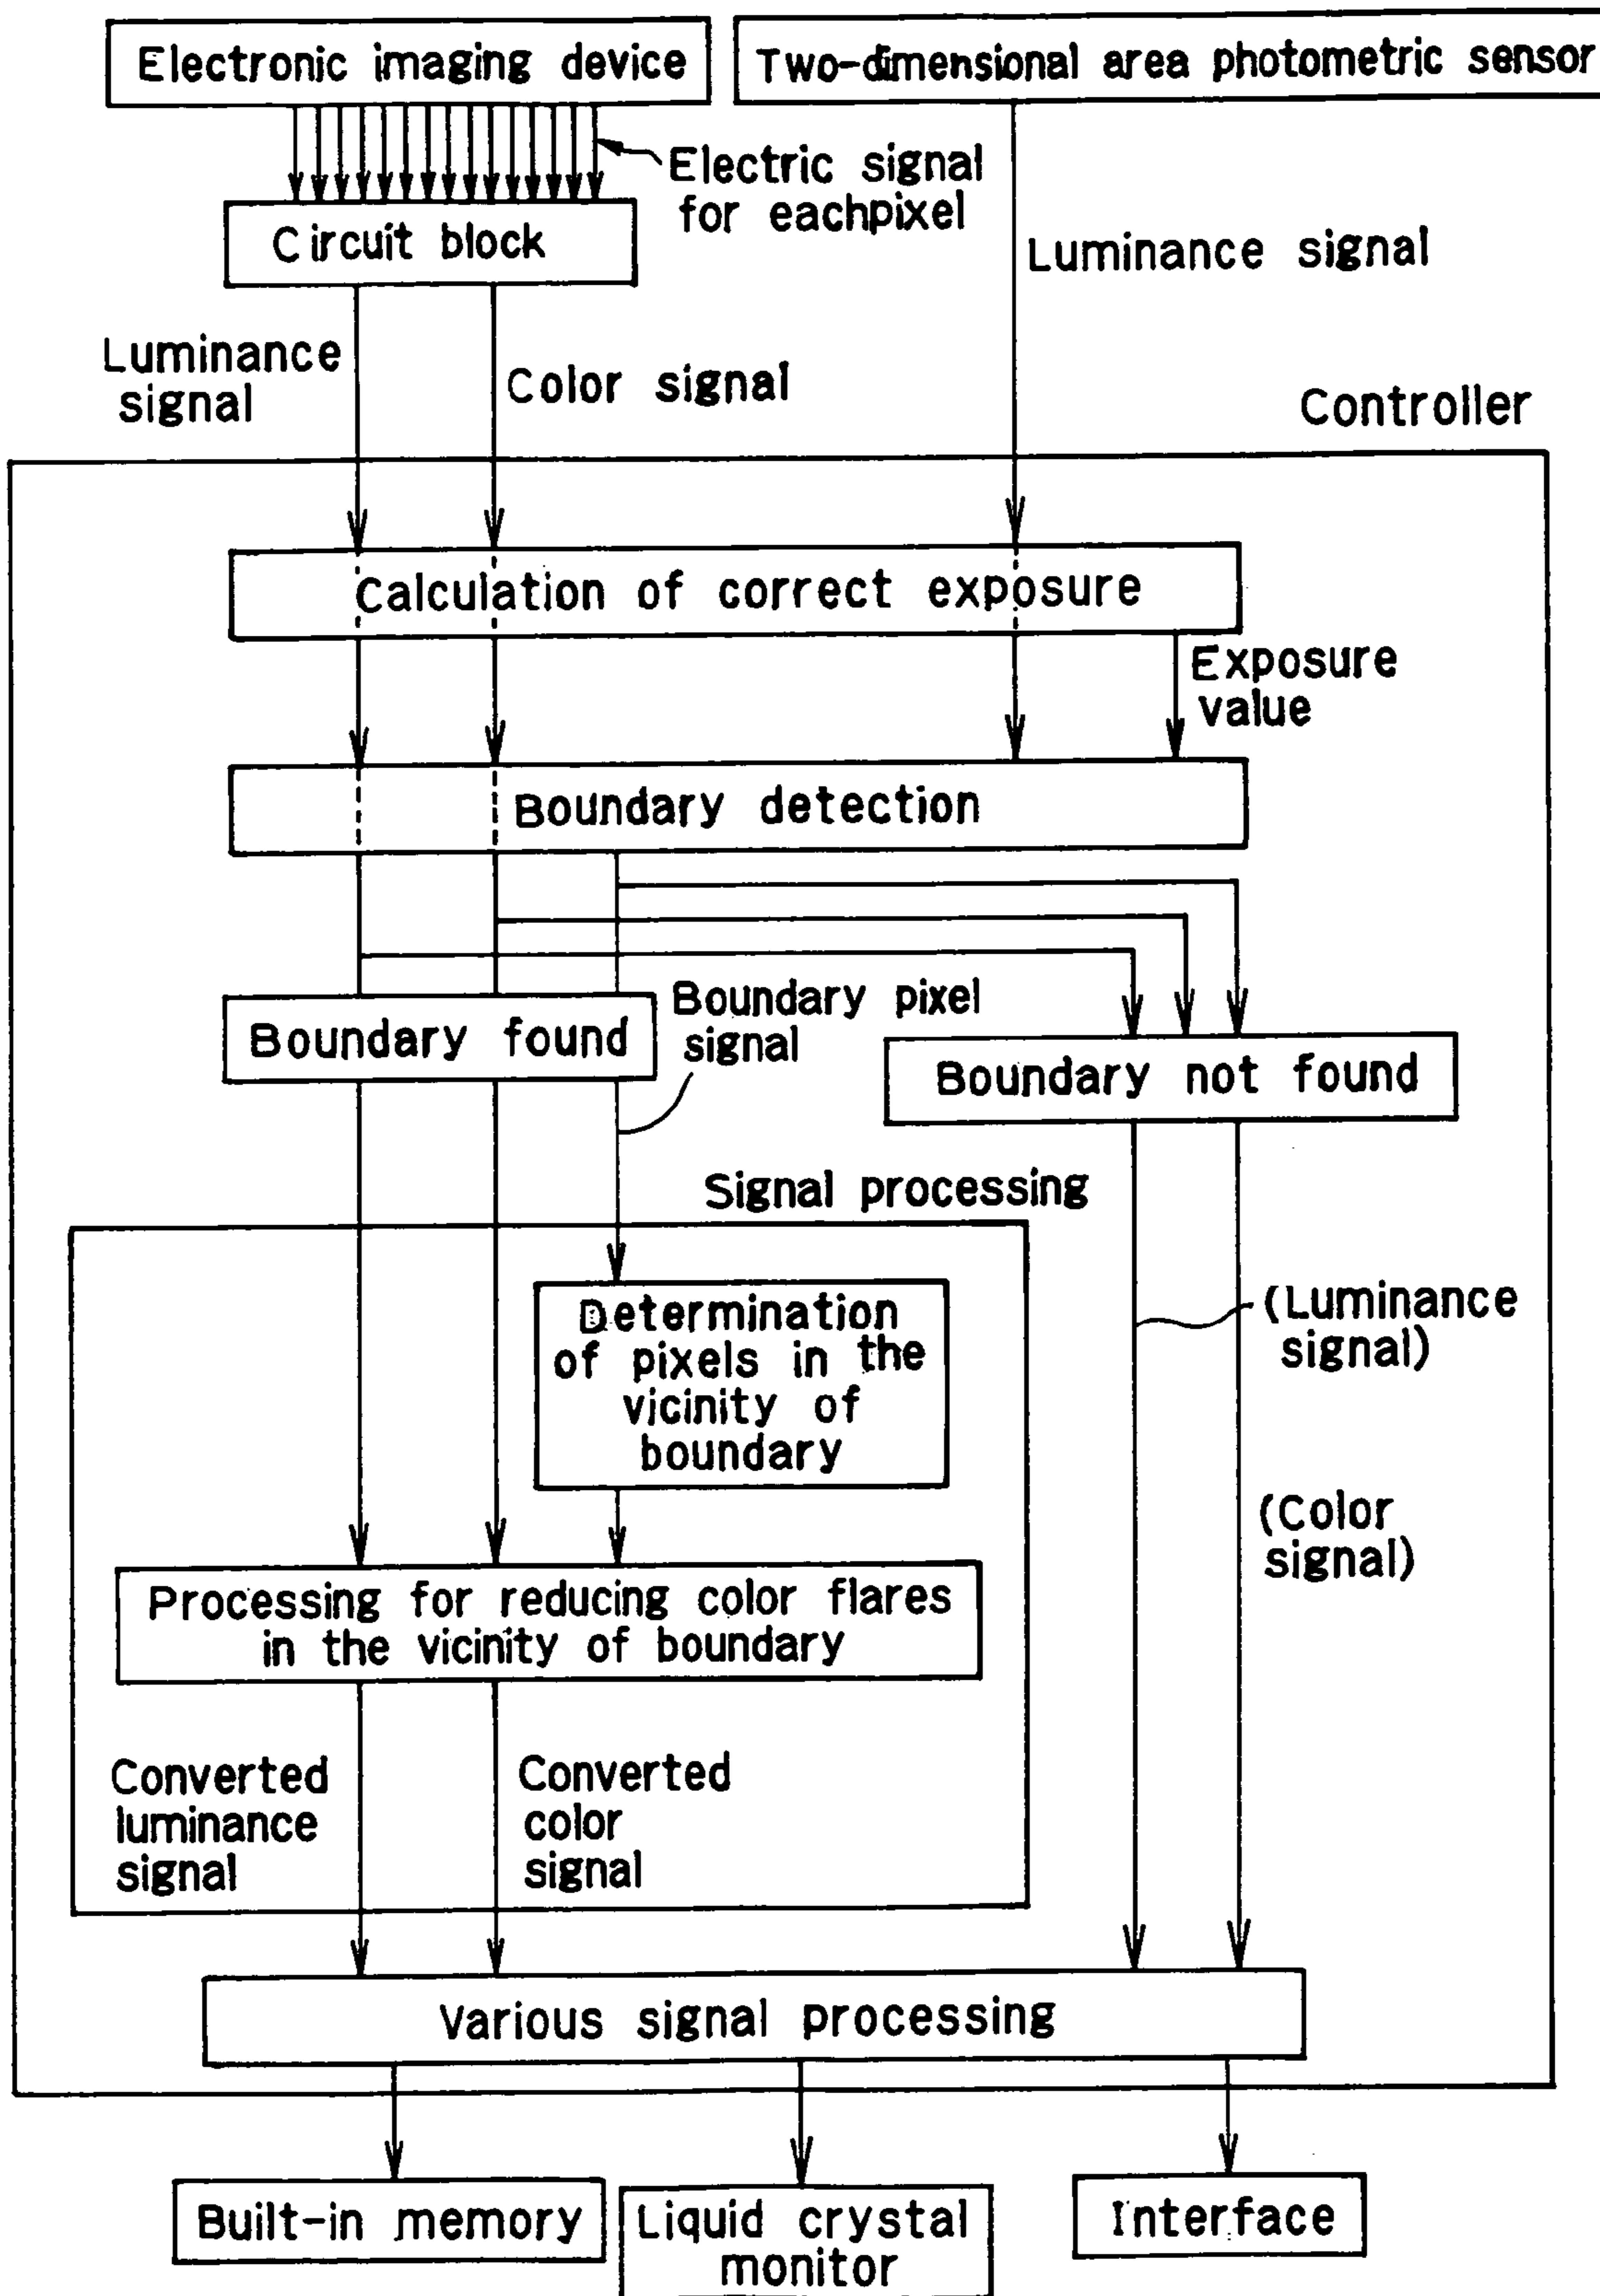 Electronic imaging device
Two-dimensional area photometric sensor
Electric signal
for eachpixel
Circuit block
Luminance signal
Luminance
signal
Color signal
Controller
Calculation of correct exposure
Exposure
value
Boundary detection
Boundary found
Boundary pixel
signal
Boundary not found
Signal processing
Determination
of pixels in the
vicinity of
boundary
(Luminance
signal)
(Color
signal)
Processing for reducing color flares
in the vicinity of boundary
Converted
luminance
signal
Converted
color
signal
Various signal processing
Built-in memory
Liquid crystal
monitor
Interface